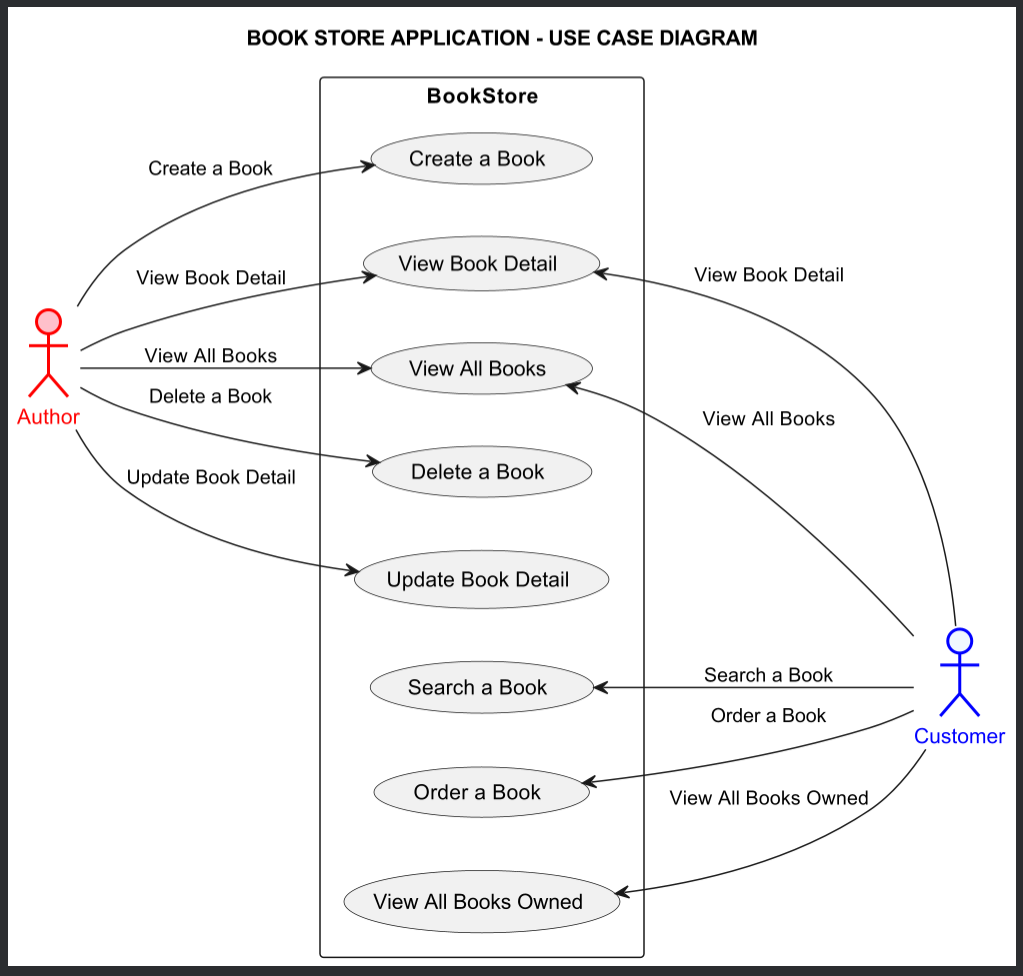 BOOK STORE APPLICATION - USE CASE DIAGRAM
BookStore
Create a Book
Create a Book
View Book Detail
View Book Detail
View Book Detail
View All Books
View All Books
View All Books
Delete a Book
Delete a Book
Author
Update Book Detail
Update Book Detail
Search a Book
Search a Book
Order a Book
Order a Book
Customer
View All Books Owned
View All Books Owned